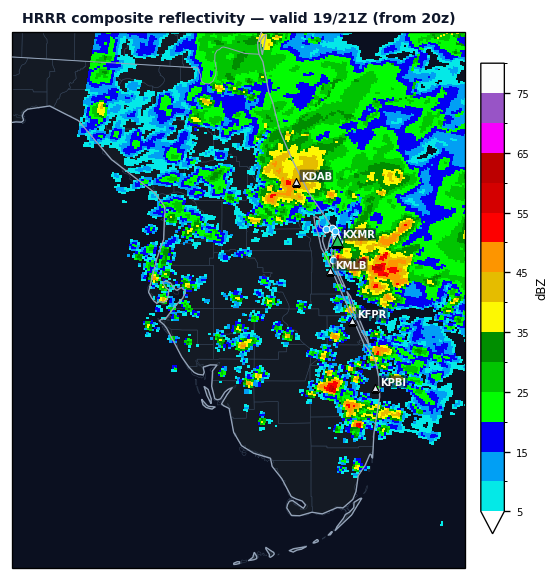 HRRR composite reflectivity — valid 19/21Z (from 20z)
KDAB
KXMR
KMLB
KFPR
KPBI
75
65
55
45
35
25
15
5
dBZ